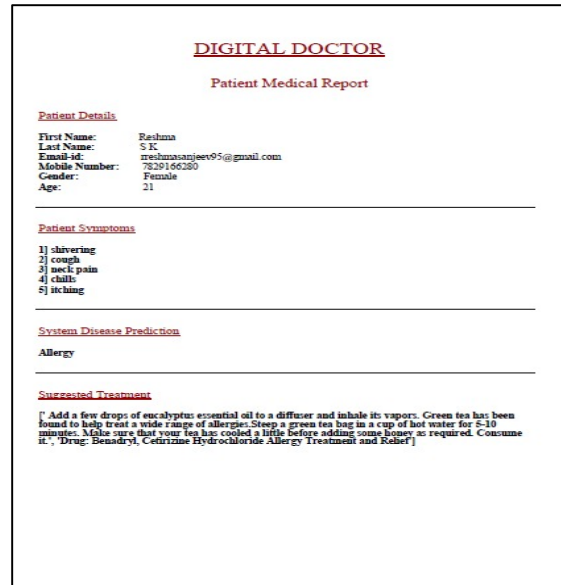 DIGITAL DOCTOR
Patient Medical Report
Patient Details
First Name: Reshma
Last Name: S K
Email-id: rreshmasanjeev95@gmail.com
Mobile Number: 7829166280
Gender: Female
Age: 21
Patient Symptoms
1] shivering
2] cough
3] neck pain
4] chills
5] itching
System Disease Prediction
Allergy
Suggested Treatment
[' Add a few drops of eucalyptus essential oil to a diffuser and inhale its vapors. Green tea has been
found to help treat a wide range of allergies.Steep a green tea bag in a cup of hot water for 5-10
minutes. Make sure that your tea has cooled a little before adding some honey as required. Consume
it.', 'Drug: Benadryl, Cetirizine Hydrochloride Allergy Treatment and Relief']